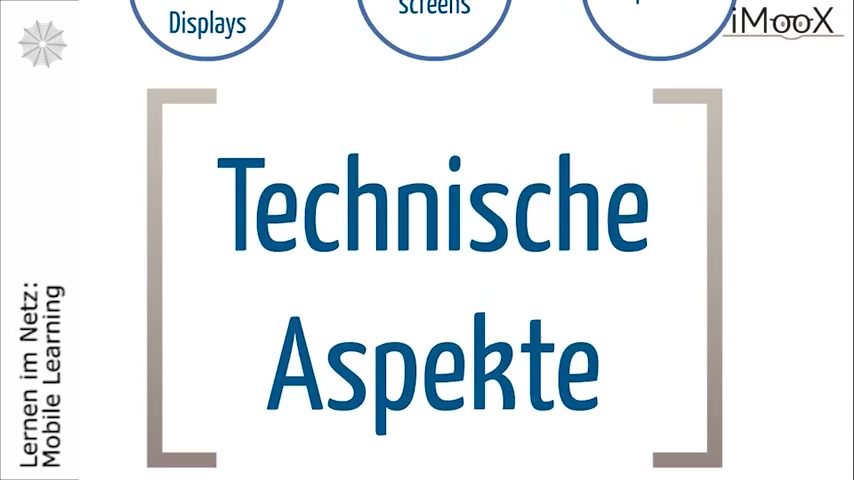 Displays
screens
iMooX
Technische
Aspekte
Lernen im Netz:
Mobile Learning